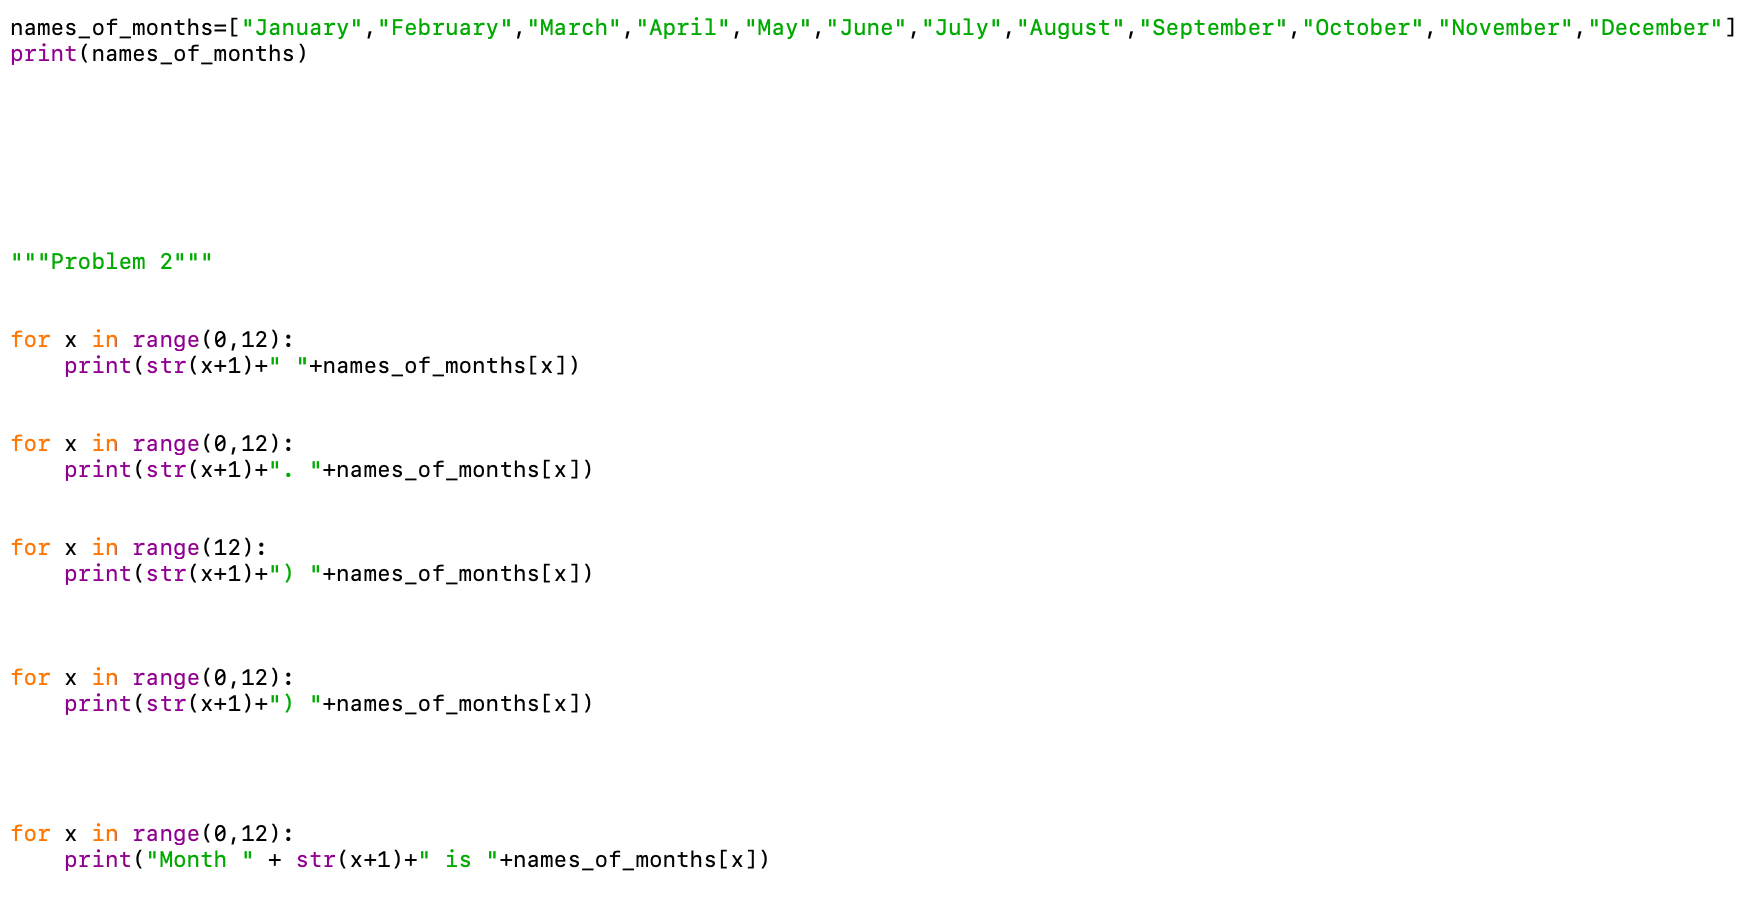 names_of_months=["January","February","March","April","May","June","July","August","September","October","November","December"]
print(names_of_months)
"""Problem 2"""
for x in range(0,12):
    print(str(x+1)+" "+names_of_months[x])
for x in range(0,12):
    print(str(x+1)+". "+names_of_months[x])
for x in range(12):
    print(str(x+1)+") "+names_of_months[x])
for x in range(0,12):
    print(str(x+1)+") "+names_of_months[x])
for x in range(0,12):
    print("Month " + str(x+1)+" is "+names_of_months[x])